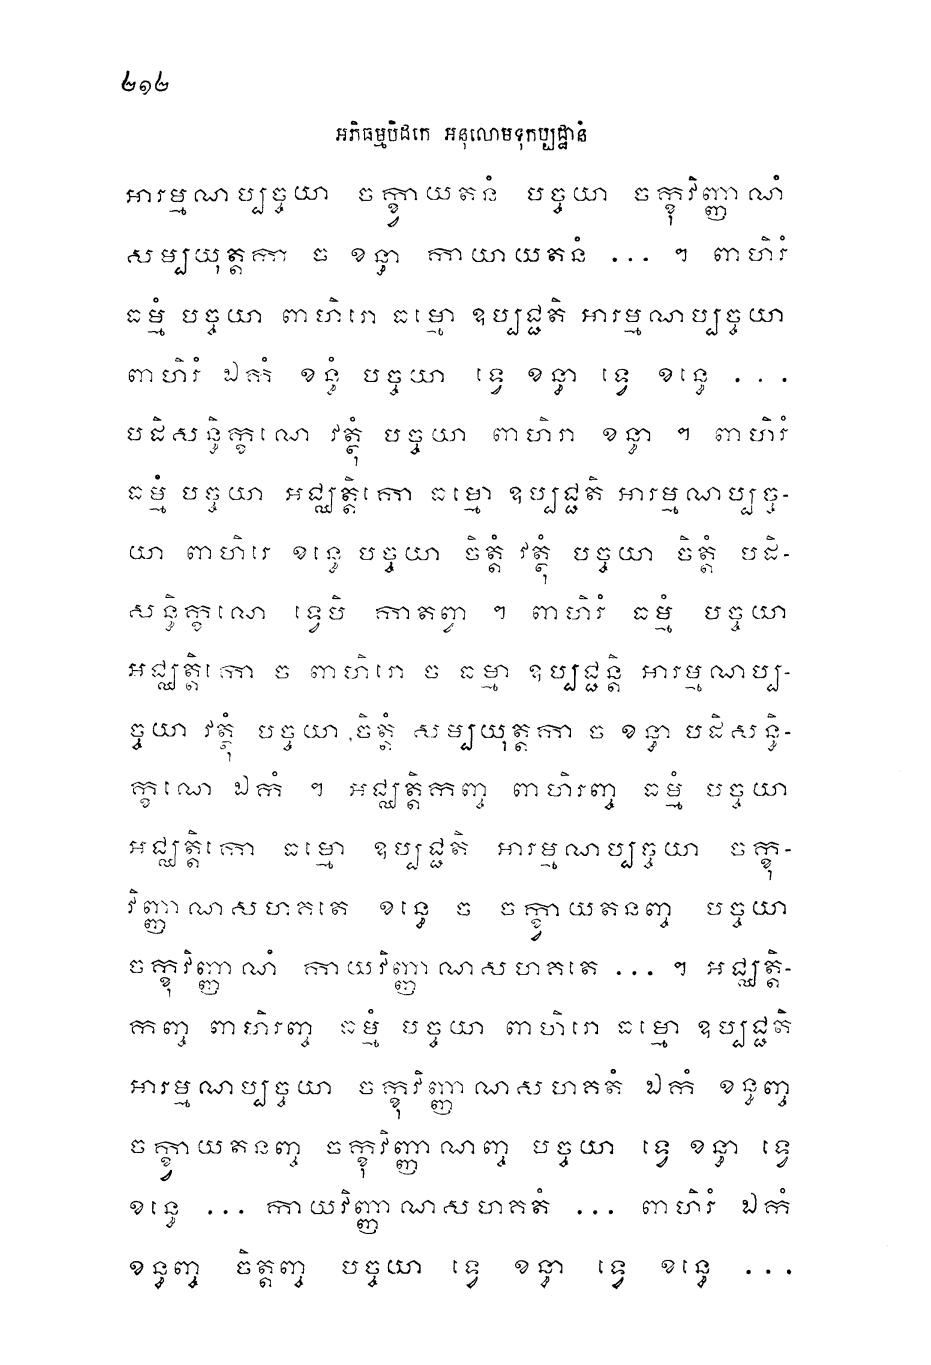 ២១២
អភិធម្មបិដកេ អនុលោមទុកប្បដ្ឋានំ
អារម្មណប្បច្ចយា ចក្ខ្វាយតនំ បច្ចយា ចក្ខុវិញ្ញាណំ
សម្បយុត្តកា ច ខន្ធា កាយាយតនំ ... ។ ពាហិរំ
ធម្មំ បច្ចយា ពាហិរោ ធម្មោ ឧប្បជ្ជតិ អារម្មណប្បច្ចយា
ពាហិរំ ឯកំ ខន្ធំ បច្ចយា ទ្វេ ខន្ធា ទ្វេ ខន្ធេ ...
បដិសន្ធិក្ខណេ វត្ថុំ បច្ចយា ពាហិរា ខន្ធា ។ ពាហិរំ
ធម្មំ បច្ចយា អជ្ឈត្តិកោ ធម្មោ ឧប្បជ្ជតិ អារម្មណប្បច្ច-
យា ពាហិរេ ខន្ធេ បច្ចយា ចិត្តំ វត្ថុំ បច្ចយា ចិត្តំ បដិ-
សន្ធិក្ខណេ ទ្វេបិ កាតព្វា ។ ពាហិរំ ធម្មំ បច្ចយា
អជ្ឈត្តិកោ ច ពាហិរោ ច ធម្មា ឧប្បជ្ជន្តិ អារម្មណប្ប-
ច្ចយា វត្ថុំ បច្ចយា ចិត្តំ សម្បយុត្តកា ច ខន្ធា បដិសន្ធិ-
ក្ខណេ ឯកំ ។ អជ្ឈត្តិកញ្ច ពាហិរញ្ច ធម្មំ បច្ចយា
អជ្ឈត្តិកោ ធម្មោ ឧប្បជ្ជតិ អារម្មណប្បច្ចយា ចក្ខុ-
វិញ្ញាណសហគតេ ខន្ធេ ច ចក្ខ្វាយតនញ្ច បច្ចយា
ចក្ខុវិញ្ញាណំ កាយវិញ្ញាណសហគតេ ... ។ អជ្ឈត្តិ-
កញ្ច ពាហិរញ្ច ធម្មំ បច្ចយា ពាហិរោ ធម្មោ ឧប្បជ្ជតិ
អារម្មណប្បច្ចយា ចក្ខុវិញ្ញាណសហគតំ ឯកំ ខន្ធញ្ច
ចក្ខ្វាយតនញ្ច ចក្ខុវិញ្ញាណញ្ច បច្ចយា ទ្វេ ខន្ធា ទ្វេ
ខន្ធេ ... កាយវិញ្ញាណសហគតំ ... ពាហិរំ ឯកំ
ខន្ធញ្ច ចិត្តញ្ច បច្ចយា ទ្វេ ខន្ធា ទ្វេ ខន្ធេ ...